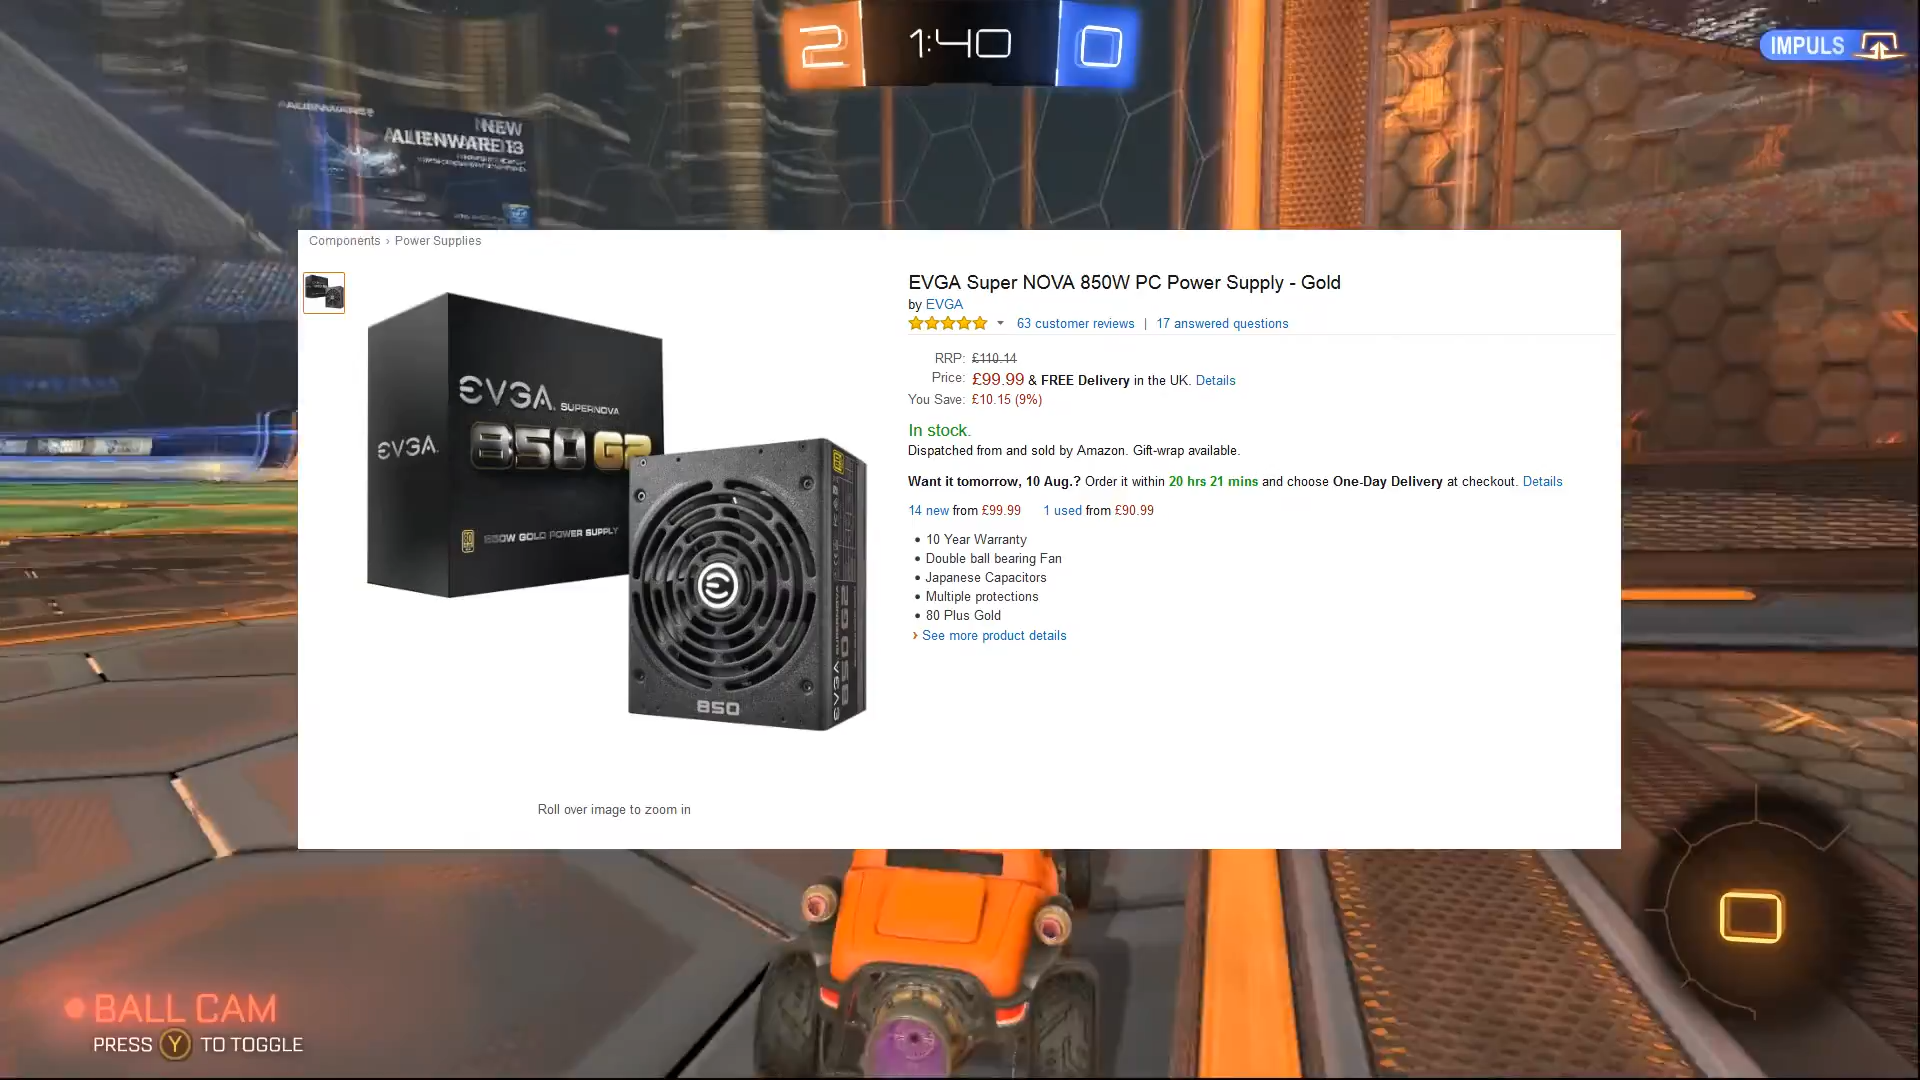 2 1:40 0
IMPULS
ALIENWARE
NEW
ALIENWARE 13
Components › Power Supplies
EVGA Super NOVA 850W PC Power Supply - Gold
by EVGA
63 customer reviews | 17 answered questions
RRP: £110.14
Price: £99.99 & FREE Delivery in the UK. Details
You Save: £10.15 (9%)
In stock.
Dispatched from and sold by Amazon. Gift-wrap available.
Want it tomorrow, 10 Aug.? Order it within 20 hrs 21 mins and choose One-Day Delivery at checkout. Details
14 new from £99.99 1 used from £90.99
• 10 Year Warranty
• Double ball bearing Fan
• Japanese Capacitors
• Multiple protections
• 80 Plus Gold
› See more product details
EVGA. SUPERNOVA
850 G2
EVGA.
850W GOLD POWER SUPPLY
EVGA SUPERNOVA
850 G2
850
Roll over image to zoom in
BALL CAM
PRESS Y TO TOGGLE